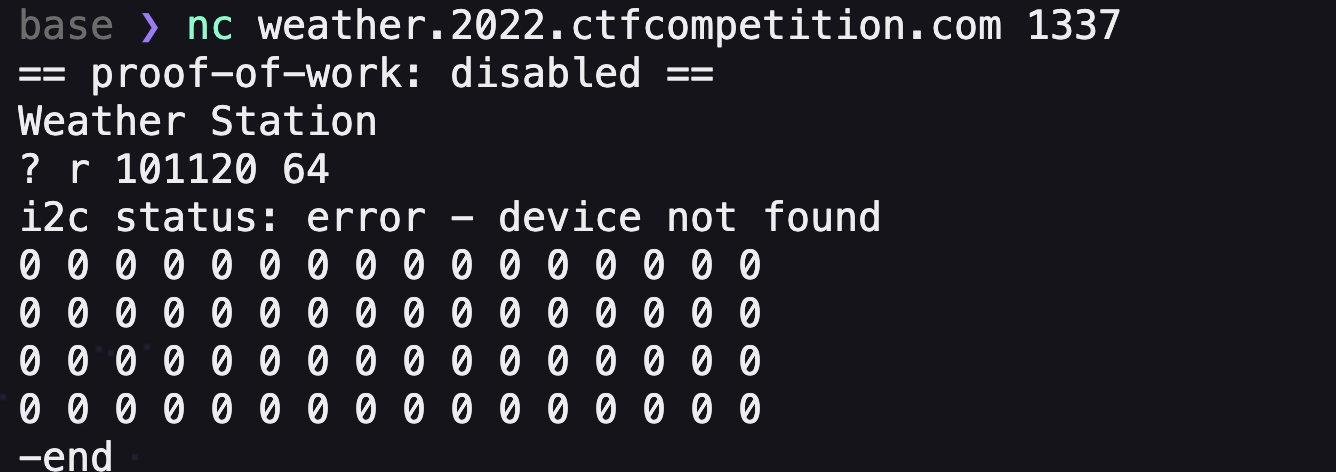 base ❯ nc weather.2022.ctfcompetition.com 1337
== proof-of-work: disabled ==
Weather Station
? r 101120 64
i2c status: error - device not found
0 0 0 0 0 0 0 0 0 0 0 0 0 0 0 0
0 0 0 0 0 0 0 0 0 0 0 0 0 0 0 0
0 0 0 0 0 0 0 0 0 0 0 0 0 0 0 0
0 0 0 0 0 0 0 0 0 0 0 0 0 0 0 0
-end